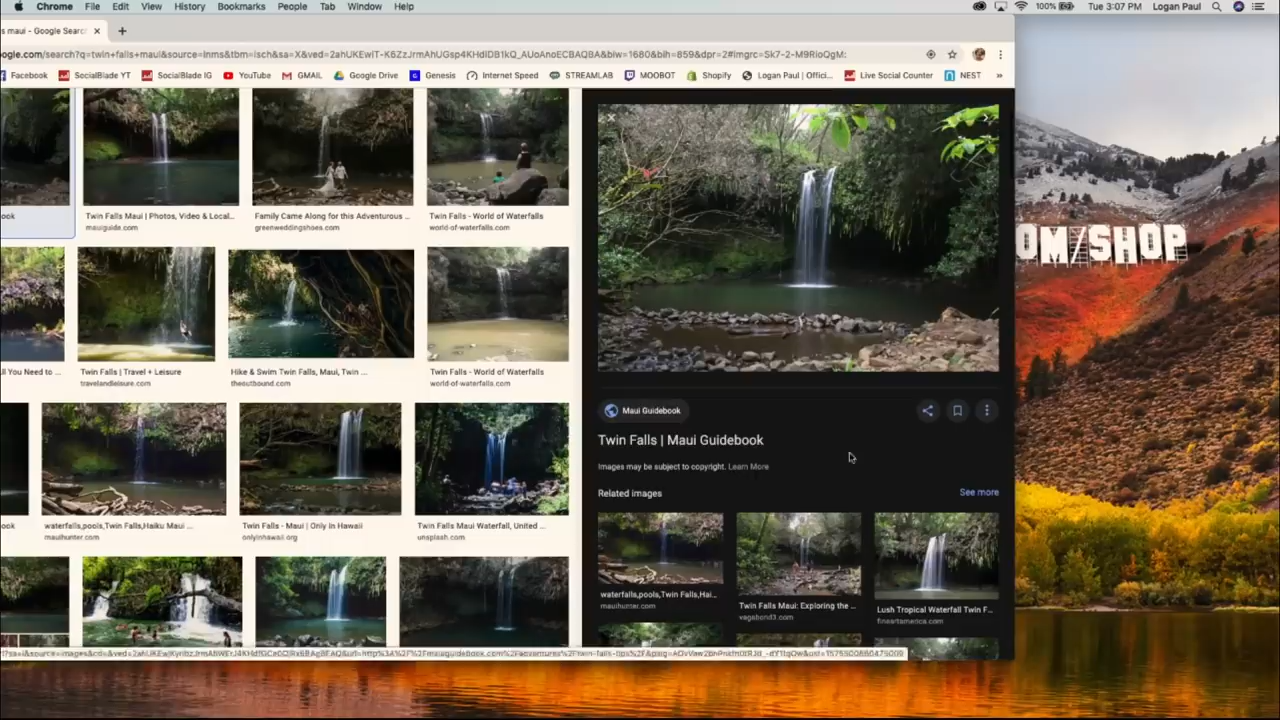 Chrome File Edit View History Bookmarks People Tab Window Help 100% Tue 3:07 PM Logan Paul
s maui - Google Sear
Facebook SocialBlade YT SocialBlade IG YouTube GMAIL Google Drive Genesis Internet Speed STREAMLAB MOOBOT Shopify Logan Paul | Offici... Live Social Counter NEST »
ook
Twin Falls Maui | Photos, Video & Local...
mauiguide.com
Family Came Along for this Adventurous ...
greenweddingshoes.com
Twin Falls - World of Waterfalls
world-of-waterfalls.com
OM/SHOP
ll You Need to ...
Twin Falls | Travel + Leisure
travelandleisure.com
Hike & Swim Twin Falls, Maui, Twin ...
theoutbound.com
Twin Falls - World of Waterfalls
world-of-waterfalls.com
Maui Guidebook
Twin Falls | Maui Guidebook
Images may be subject to copyright. Learn More
Related images See more
ook
waterfalls,pools,Twin Falls,Haiku Maui ...
mauihunter.com
Twin Falls - Maui | Only In Hawaii
onlyinhawaii.org
Twin Falls Maui Waterfall, United ...
unsplash.com
waterfalls,pools,Twin Falls,Hai...
mauihunter.com
Twin Falls Maui: Exploring the ...
vagabond3.com
Lush Tropical Waterfall Twin F...
fineartamerica.com